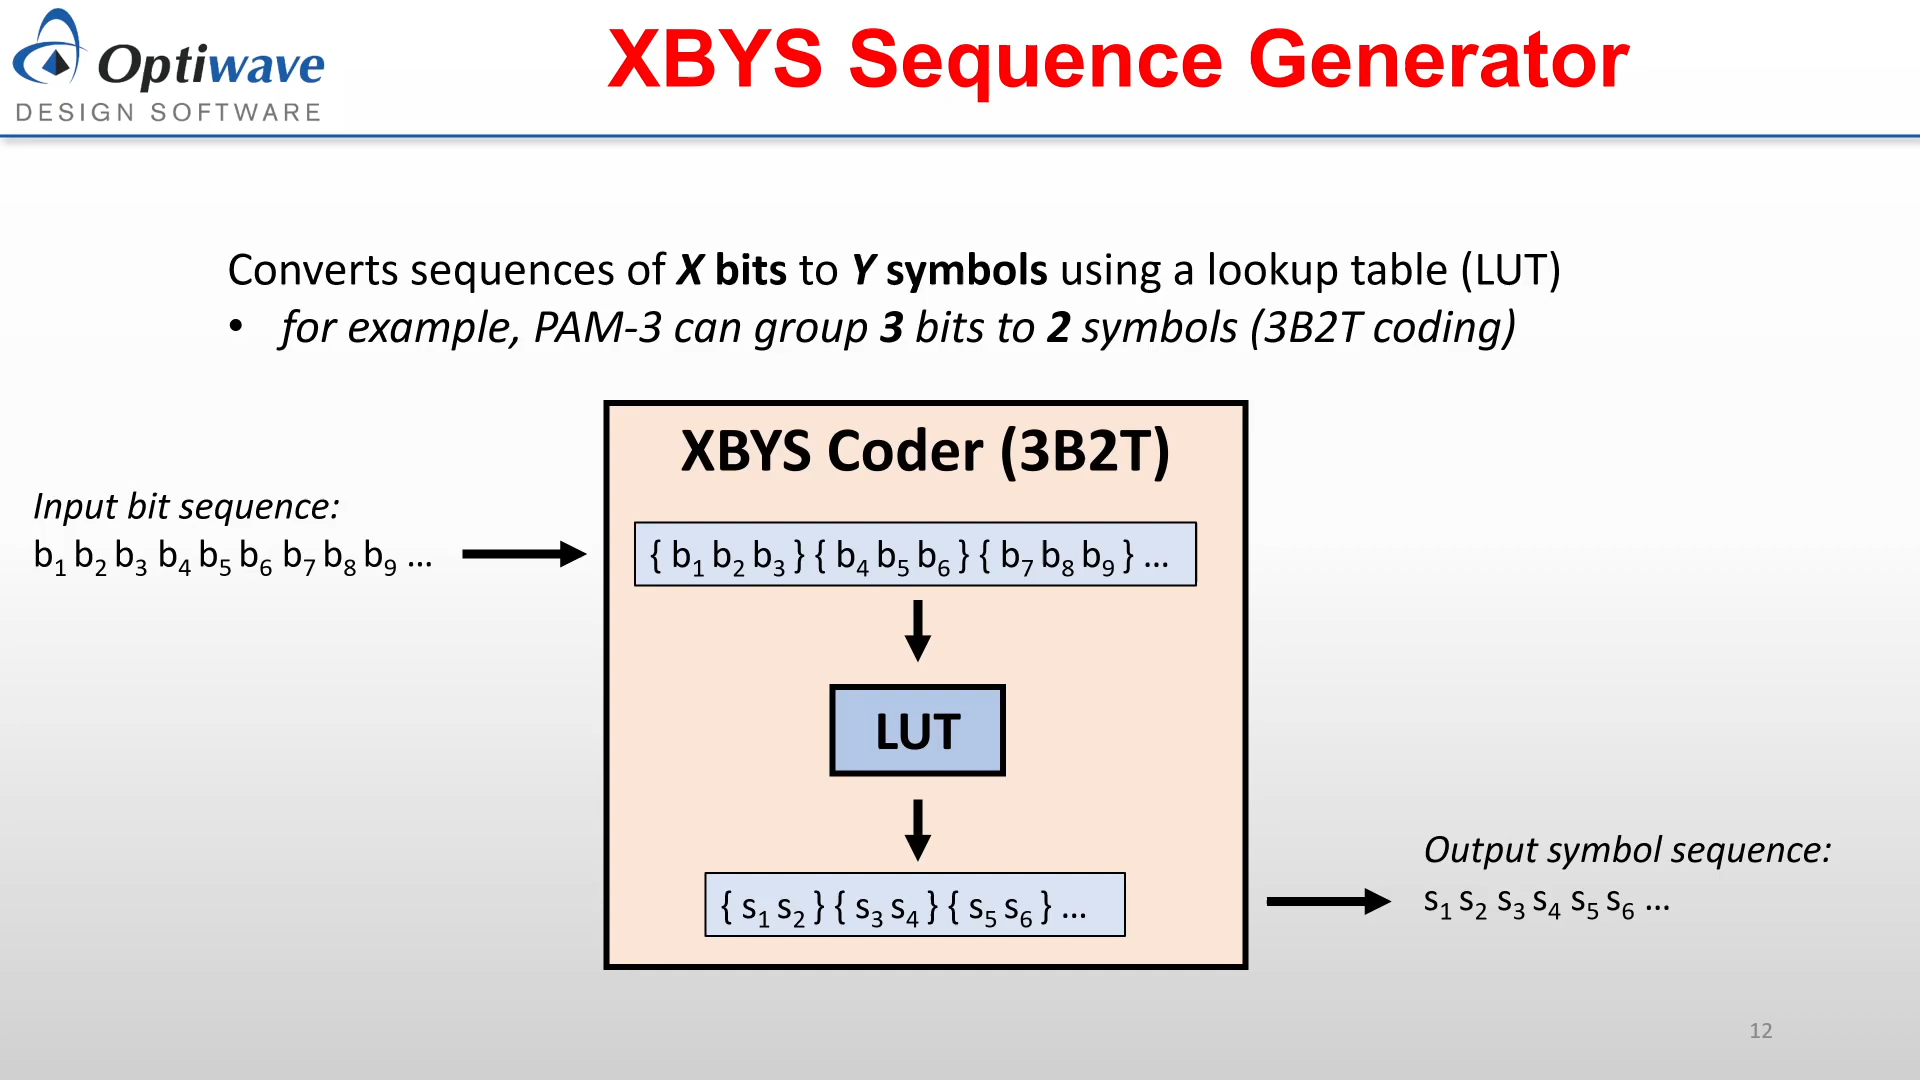 Optiwave
DESIGN SOFTWARE
XBYS Sequence Generator
Converts sequences of X bits to Y symbols using a lookup table (LUT)
• for example, PAM-3 can group 3 bits to 2 symbols (3B2T coding)
XBYS Coder (3B2T)
Input bit sequence:
b₁ b₂ b₃ b₄ b₅ b₆ b₇ b₈ b₉ ...
{ b₁ b₂ b₃ } { b₄ b₅ b₆ } { b₇ b₈ b₉ } ...
LUT
{ s₁ s₂ } { s₃ s₄ } { s₅ s₆ } ...
Output symbol sequence:
s₁ s₂ s₃ s₄ s₅ s₆ ...
12